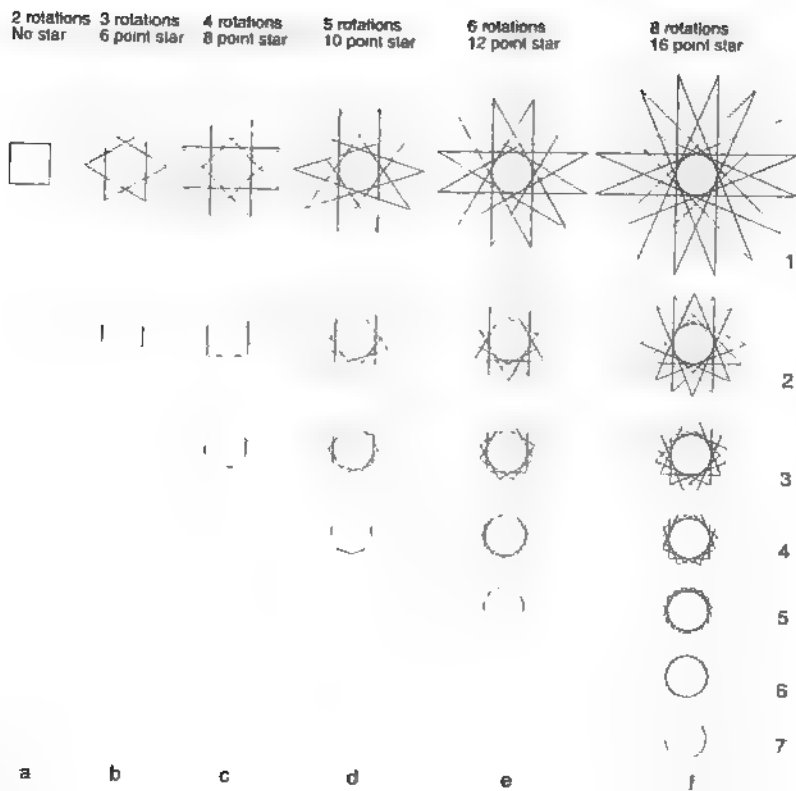 2 rotations
No star
3 rotations
6 point star
4 rotations
8 point star
5 rotations
10 point star
6 rotations
12 point star
8 rotations
16 point star
1
2
3
4
5
6
7
a b c d e f